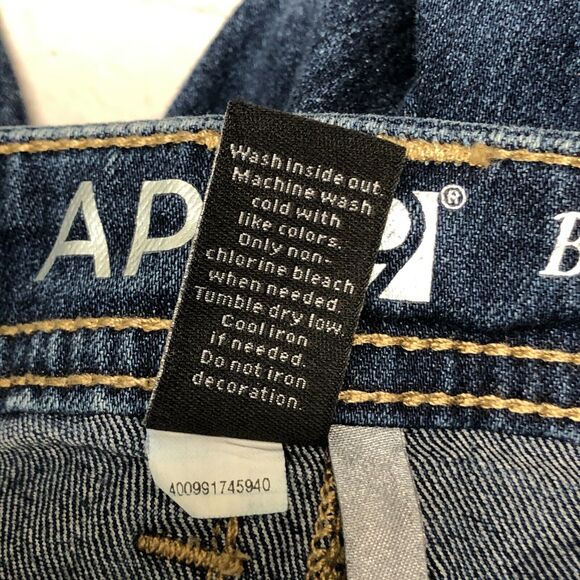 AP
R
®
B
Wash inside out.
Machine wash
cold with
like colors.
Only non-
chlorine bleach
when needed.
Tumble dry low.
Cool iron
if needed.
Do not iron
decoration.
400991745940